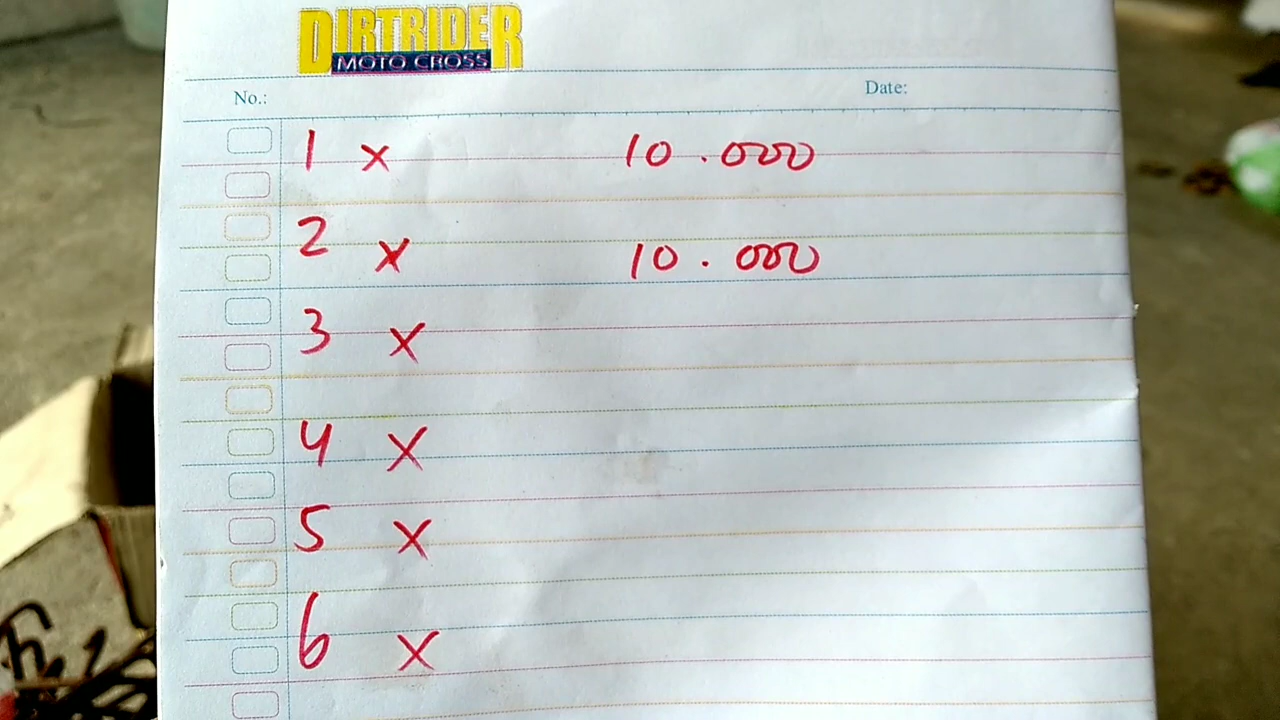 DIRTRIDER
MOTO CROSS
No.: Date:
1 x 10.000
2 x 10.000
3 x
4 x
5 x
6 x